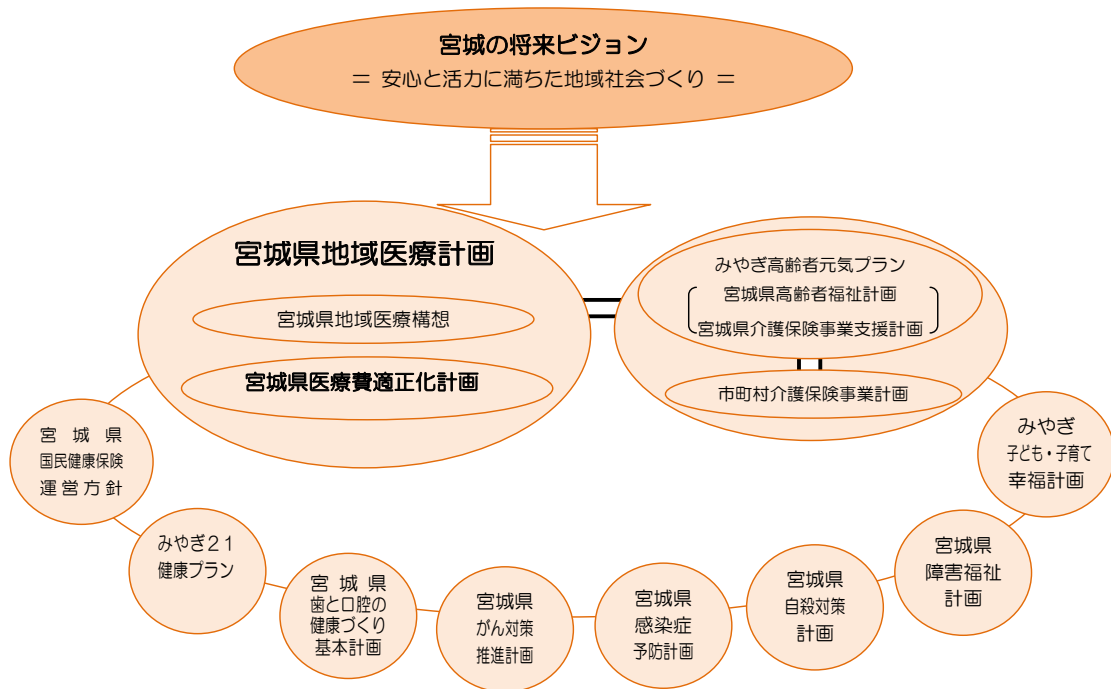 宮城の将来ビジョン
＝ 安心と活力に満ちた地域社会づくり ＝
宮城県地域医療計画
宮城県地域医療構想
宮城県医療費適正化計画
みやぎ高齢者元気プラン
宮城県高齢者福祉計画
宮城県介護保険事業支援計画
市町村介護保険事業計画
宮城県
国民健康保険
運営方針
みやぎ２１
健康プラン
宮城県
歯と口腔の
健康づくり
基本計画
宮城県
がん対策
推進計画
宮城県
感染症
予防計画
宮城県
自殺対策
計画
宮城県
障害福祉
計画
みやぎ
子ども・子育て
幸福計画